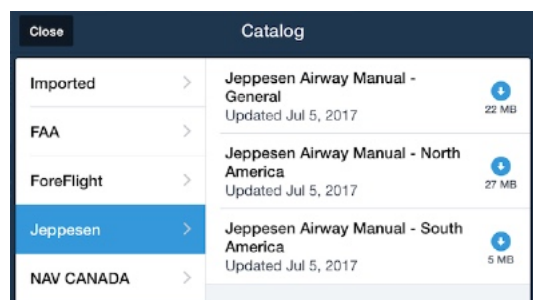 Close
Catalog
Imported
FAA
ForeFlight
Jeppesen
NAV CANADA
Jeppesen Airway Manual -
General
Updated Jul 5, 2017
22 MB
Jeppesen Airway Manual - North
America
Updated Jul 5, 2017
27 MB
Jeppesen Airway Manual - South
America
Updated Jul 5, 2017
5 MB